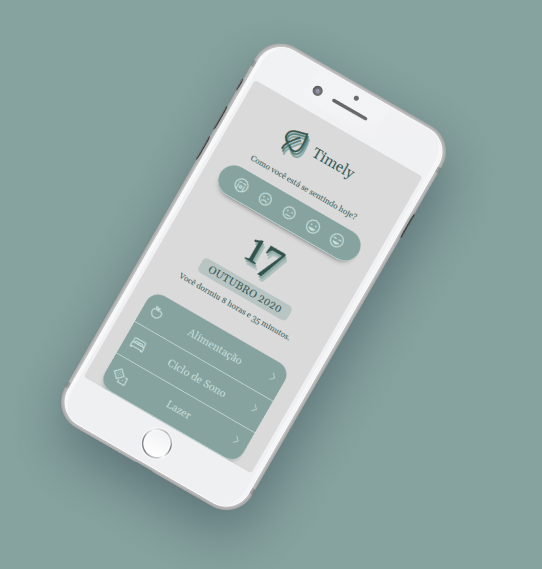 Timely
Como você está se sentindo hoje?
17
OUTUBRO 2020
Você dormiu 8 horas e 35 minutos.
Alimentação
Ciclo de Sono
Lazer